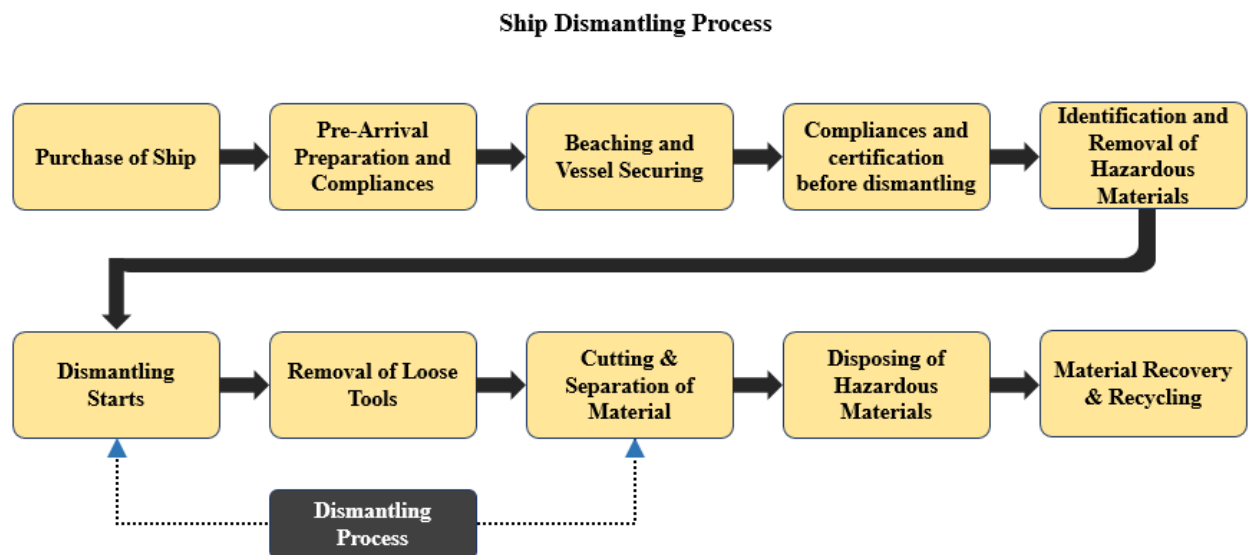 Ship Dismantling Process
Purchase of Ship
Pre-Arrival
Preparation and
Compliances
Beaching and
Vessel Securing
Compliances and
certification
before dismantling
Identification and
Removal of
Hazardous
Materials
Dismantling
Starts
Removal of Loose
Tools
Cutting &
Separation of
Material
Disposing of
Hazardous
Materials
Material Recovery
& Recycling
Dismantling
Process